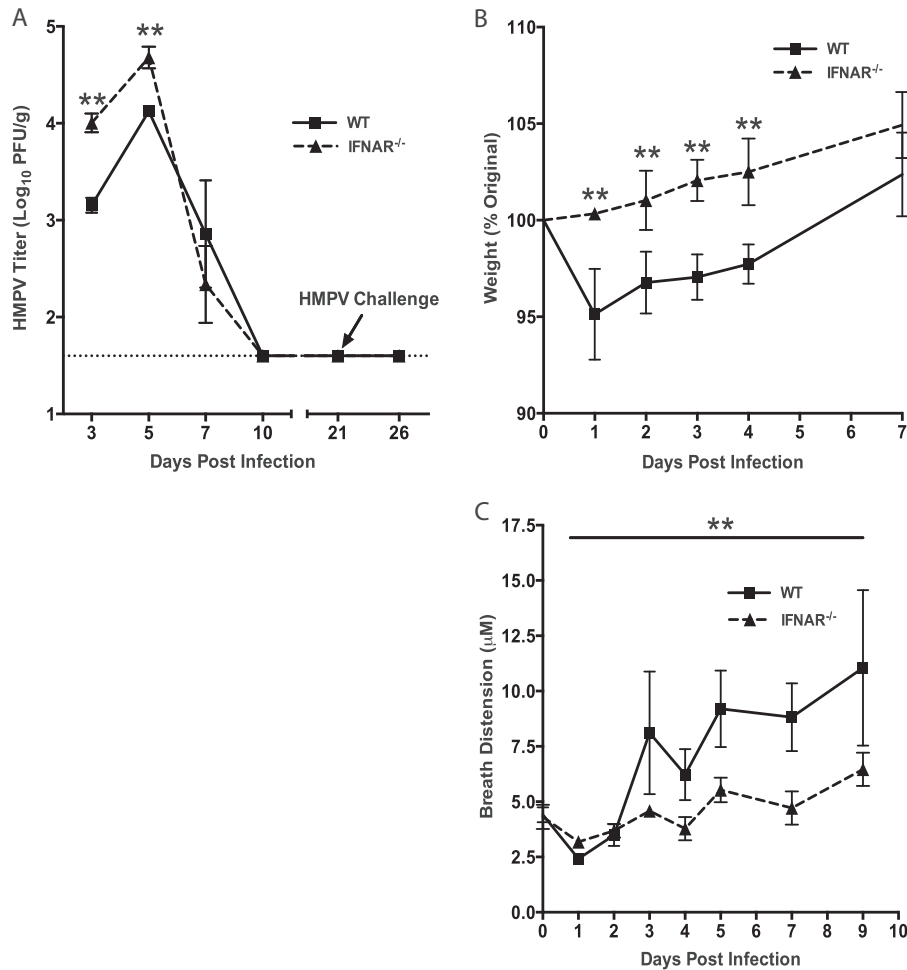 A
HMPV Titer (Log10 PFU/g)
5
4
3
2
1
**
**
WT
IFNAR-/-
HMPV Challenge
3 5 7 10 21 26
Days Post Infection
B
Weight (% Original)
110
105
100
95
90
WT
IFNAR-/-
**
**
**
**
0 1 2 3 4 5 6 7
Days Post Infection
C
Breath Distension (µM)
17.5
15.0
12.5
10.0
7.5
5.0
2.5
0.0
**
WT
IFNAR-/-
0 1 2 3 4 5 6 7 8 9 10
Days Post Infection